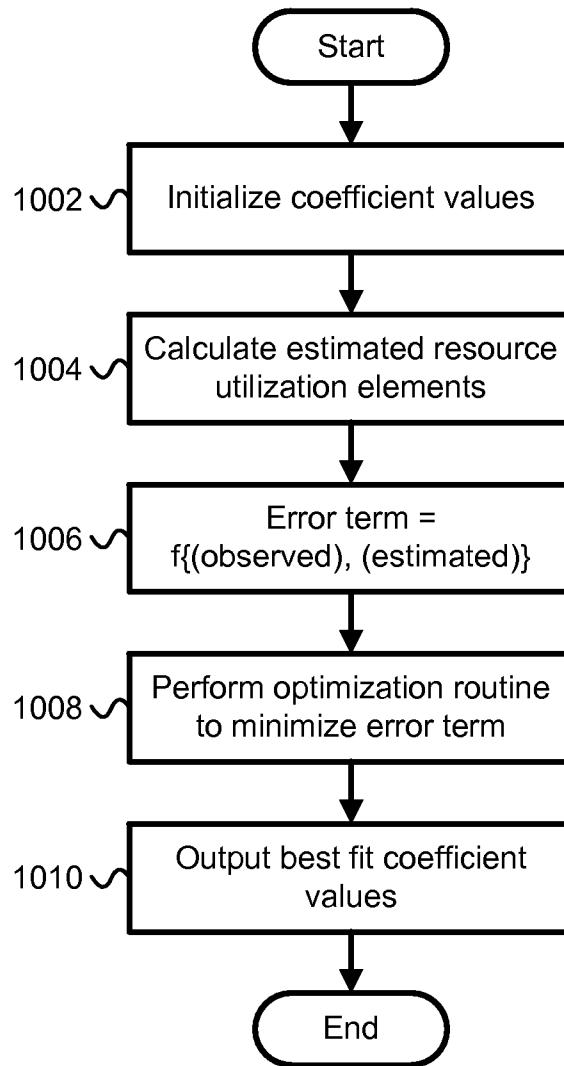 Start
1002
Initialize coefficient values
1004
Calculate estimated resource
utilization elements
1006
Error term =
f{(observed), (estimated)}
1008
Perform optimization routine
to minimize error term
1010
Output best fit coefficient
values
End